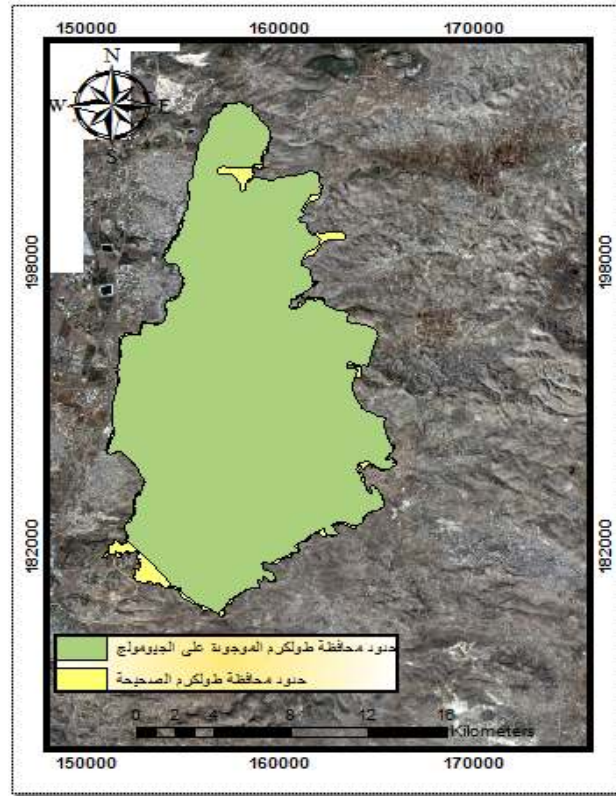 150000 160000 170000
N
W E
S
198000 198000
182000 182000
حدود محافظة طولكرم الموجودة على الجيومولج
حدود محافظة طولكرم الصحيحة
0 2 4 8 12 16
Kilometers
150000 160000 170000